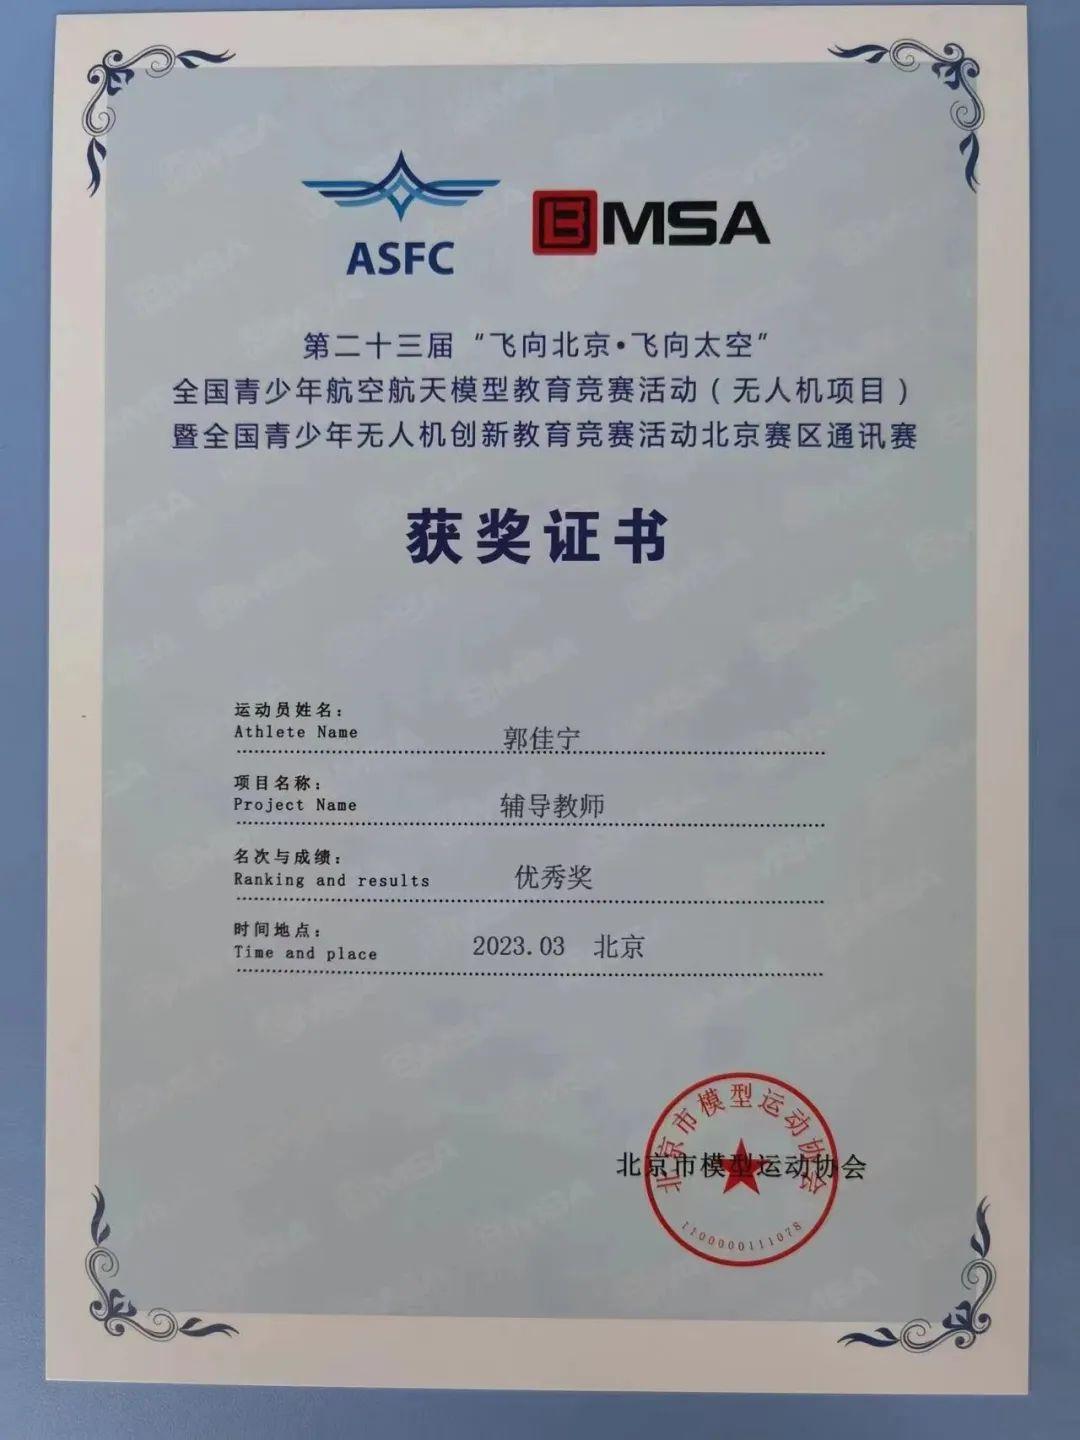 ASFC
BMSA
第二十三届“飞向北京·飞向太空”
全国青少年航空航天模型教育竞赛活动（无人机项目）
暨全国青少年无人机创新教育竞赛活动北京赛区通讯赛
获奖证书
运动员姓名：
Athlete Name
郭佳宁
项目名称：
Project Name
辅导教师
名次与成绩：
Ranking and results
优秀奖
时间地点：
Time and place
2023.03 北京
北京市模型运动协会
北京市模型运动协会
1100000111078